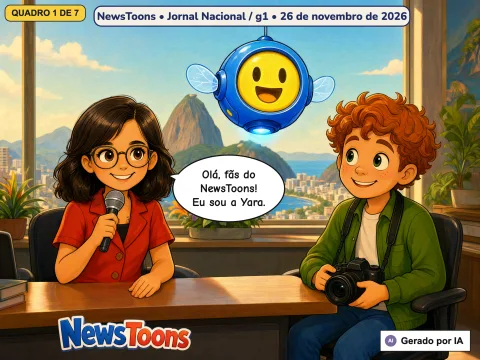 QUADRO 1 DE 7
NewsToons • Jornal Nacional / g1 • 26 de novembro de 2026
Olá, fãs do
NewsToons!
Eu sou a Yara.
NewsToons
AI Gerado por IA